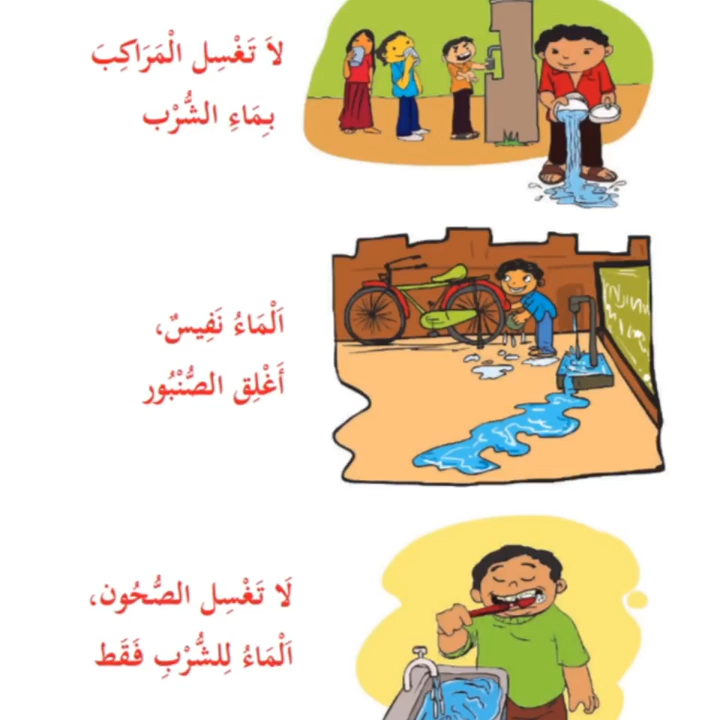 لاَ تَغْسِل الْمَرَاكِبَ
بِمَاءِ الشُّرْب
اَلْمَاءُ نَفِيسٌ،
أَغْلِق الصُّنْبُور
لَا تَغْسِل الصُّحُون،
اَلْمَاءُ لِلشُّرْبِ فَقَط